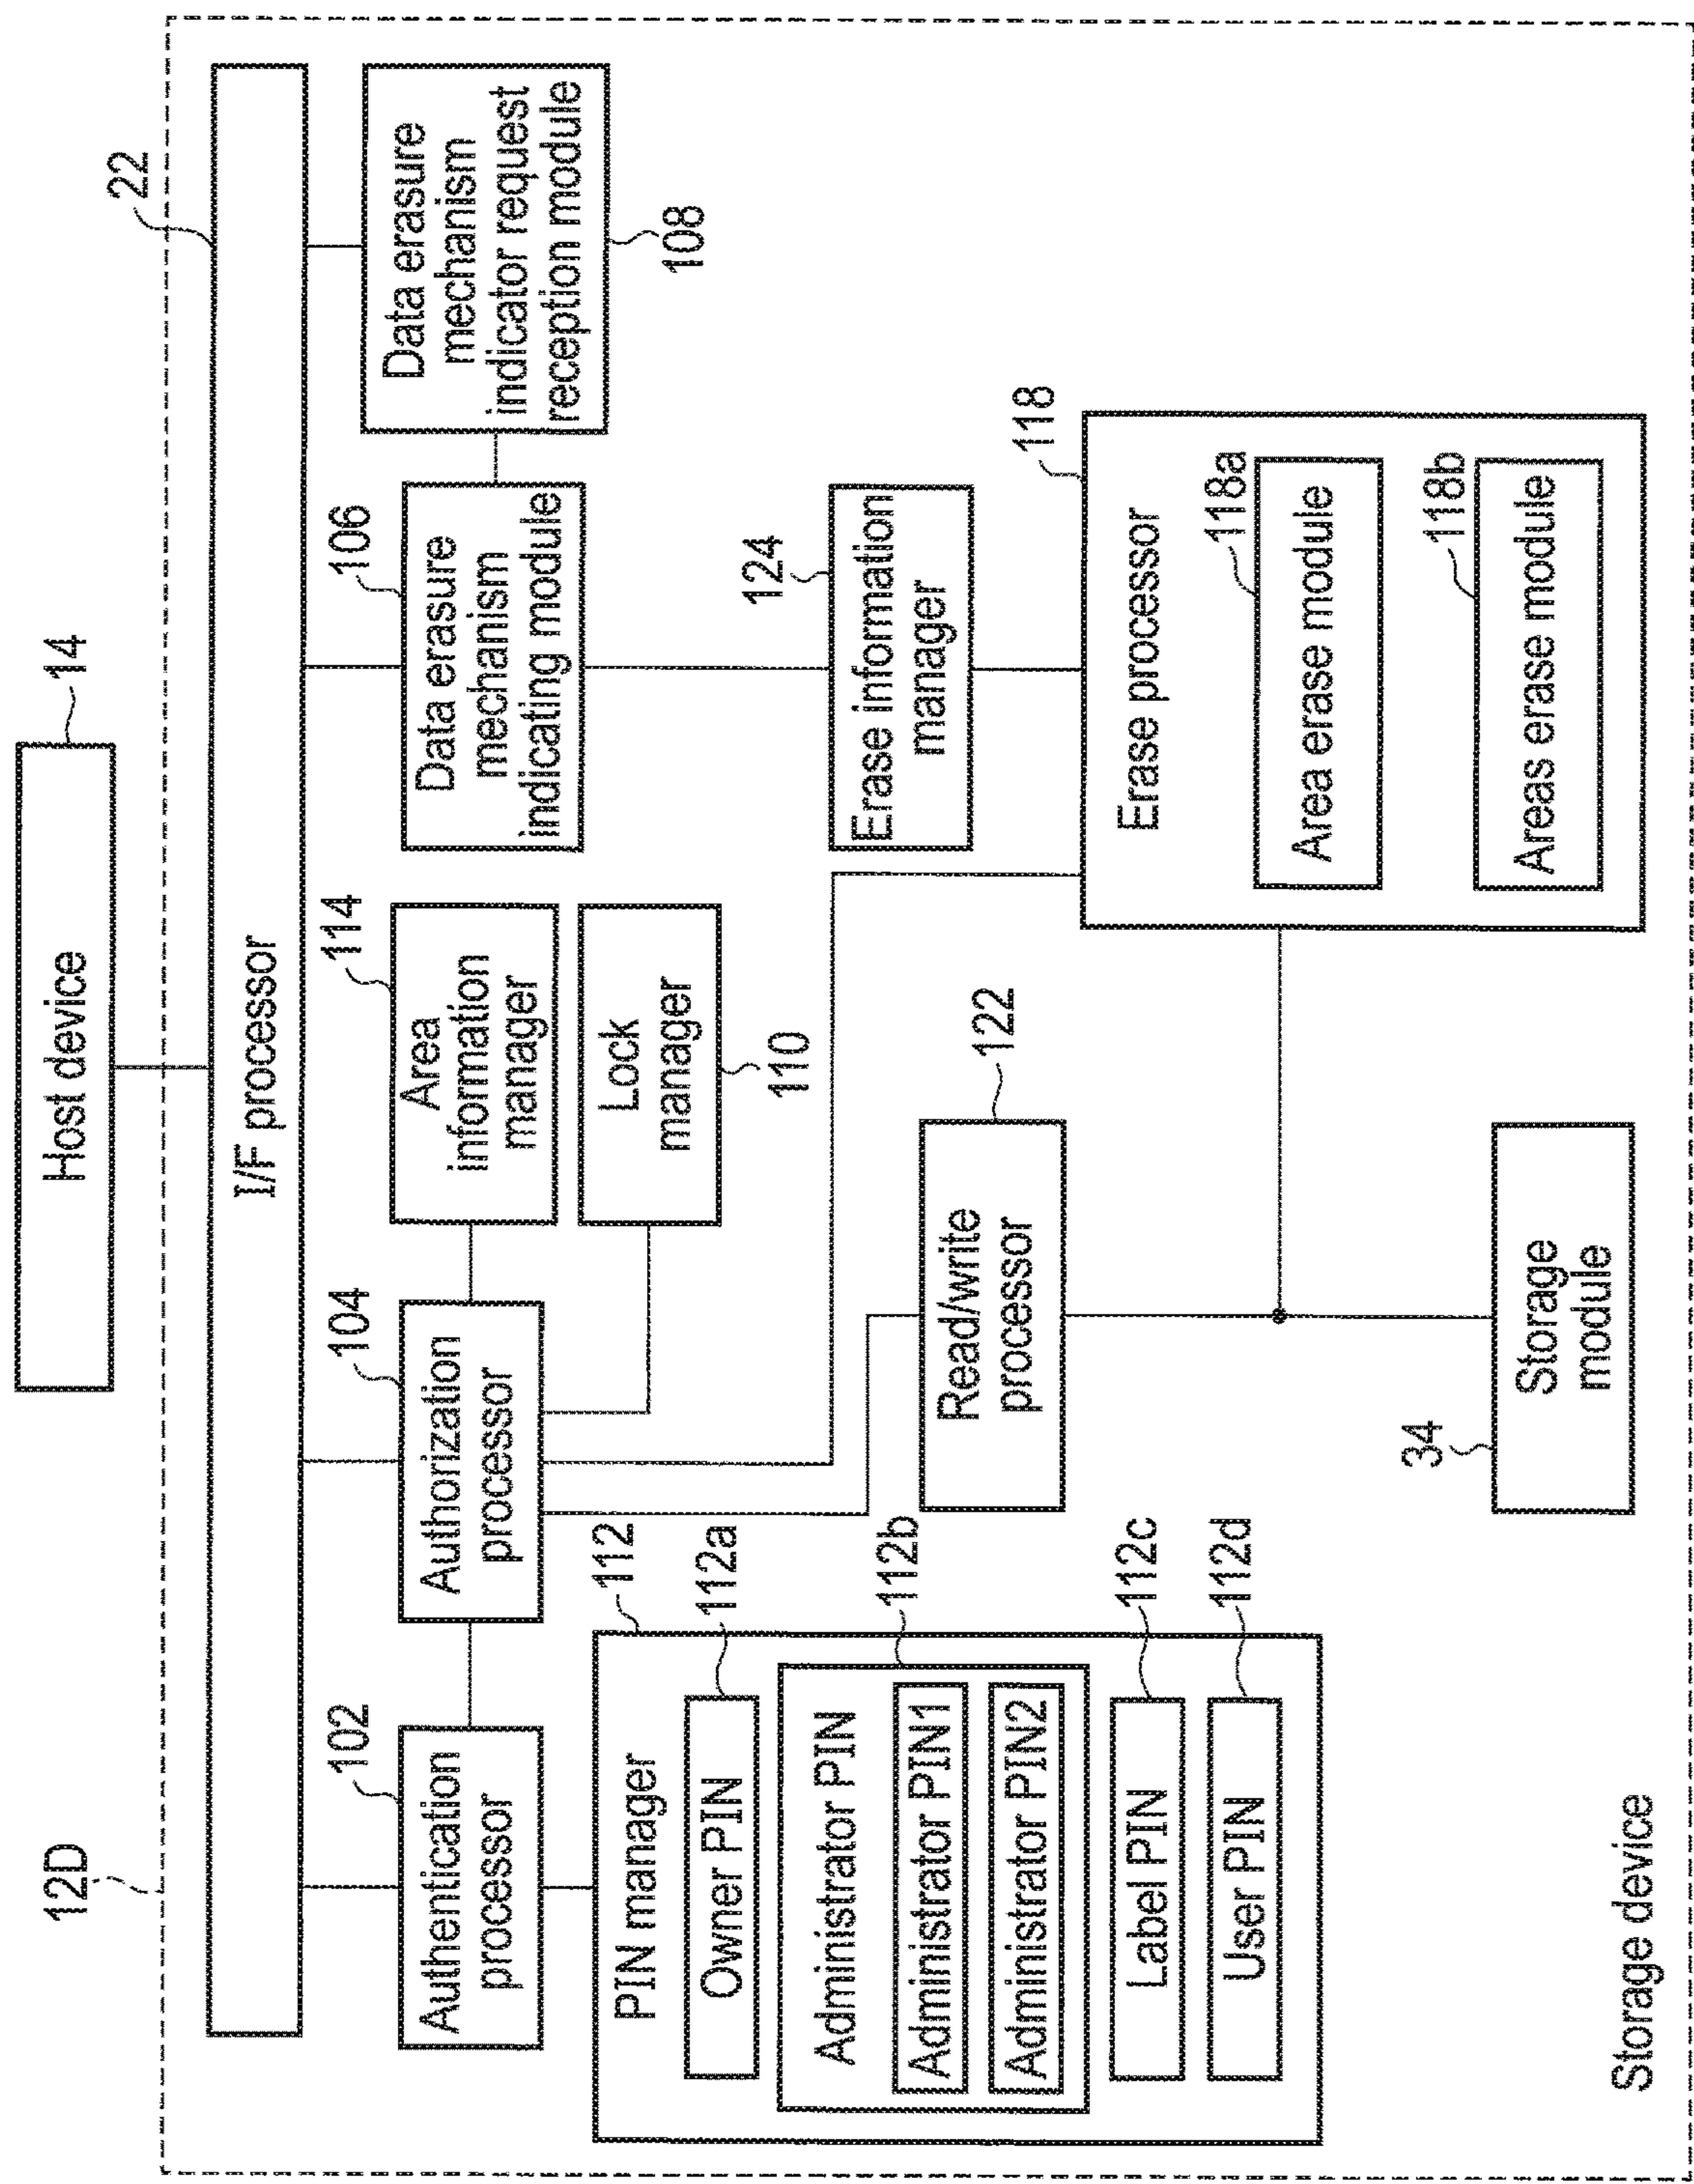 Host device
14
12D
22
I/F processor
102
Authentication
processor
104
Authorization
processor
114
Area
information
manager
Lock
manager
110
106
Data erasure
mechanism
indicating module
Data erasure
mechanism
indicator request
reception module
108
112
PIN manager
112a
Owner PIN
112b
Administrator PIN
Administrator PIN1
Administrator PIN2
112c
Label PIN
112d
User PIN
122
Read/write
processor
124
Erase information
manager
118
Erase processor
118a
Area erase module
118b
Areas erase module
34
Storage
module
Storage device